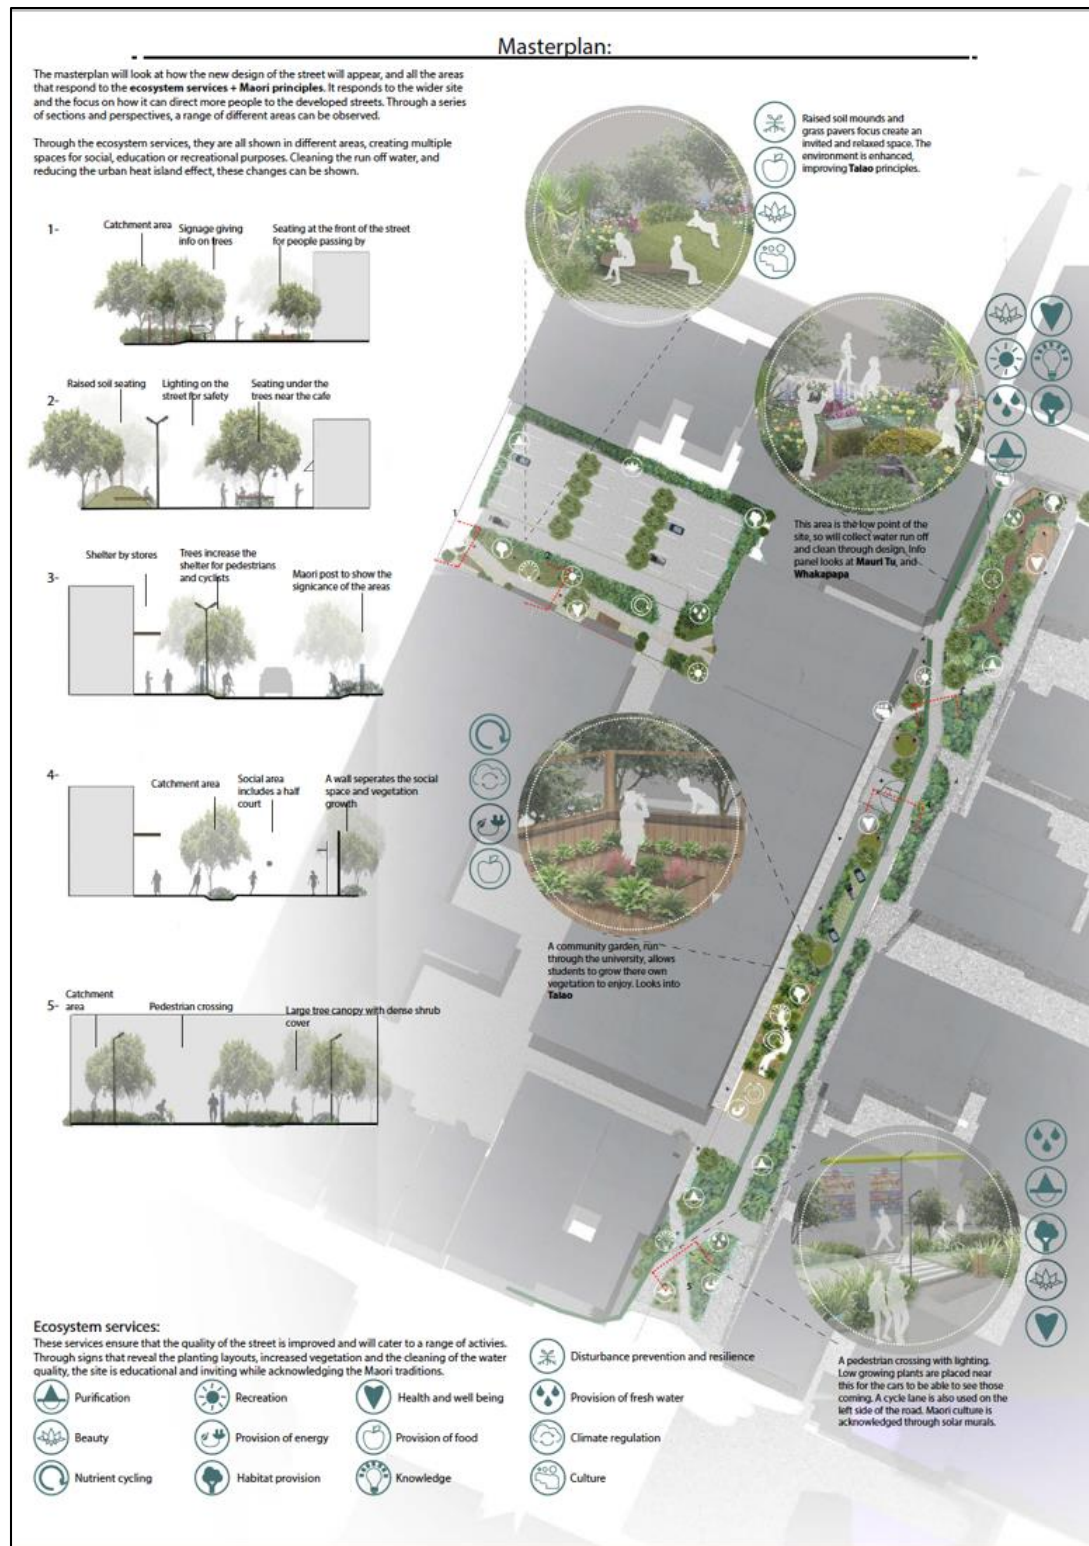 Masterplan:
The masterplan will look at how the new design of the street will appear, and all the areas
that respond to the ecosystem services + Maori principles. It responds to the wider site
and the focus on how it can direct more people to the developed streets. Through a series
of sections and perspectives, a range of different areas can be observed.
Through the ecosystem services, they are all shown in different areas, creating multiple
spaces for social, education or recreational purposes. Cleaning the run off water, and
reducing the urban heat island effect, these changes can be shown.
Raised soil mounds and
grass pavers focus create an
invited and relaxed space. The
environment is enhanced,
improving Taiao principles.
1-
Catchment area
Signage giving
info on trees
Seating at the front of the street
for people passing by
2-
Raised soil seating
Lighting on the
street for safety
Seating under the
trees near the cafe
This area is the low point of the
site, so will collect water run off
and clean through design, Info
panel looks at Mauri Tu, and
Whakapapa
3-
Shelter by stores
Trees increase the
shelter for pedestrians
and cyclists
Maori post to show the
signicance of the areas
4-
Catchment area
Social area
includes a half
court
A wall seperates the social
space and vegetation
growth
A community garden, run
through the university, allows
students to grow there own
vegetation to enjoy. Looks into
Taiao
5-
Catchment
area
Pedestrian crossing
Large tree canopy with dense shrub
cover
1
2
5
A pedestrian crossing with lighting.
Low growing plants are placed near
this for the cars to be able to see those
coming. A cycle lane is also used on the
left side of the road. Maori culture is
acknowledged through solar murals.
Ecosystem services:
These services ensure that the quality of the street is improved and will cater to a range of activies.
Through signs that reveal the planting layouts, increased vegetation and the cleaning of the water
quality, the site is educational and inviting while acknowledging the Maori traditions.
Purification
Recreation
Health and well being
Disturbance prevention and resilience
Beauty
Provision of energy
Provision of food
Provision of fresh water
Nutrient cycling
Habitat provision
Knowledge
Climate regulation
Culture